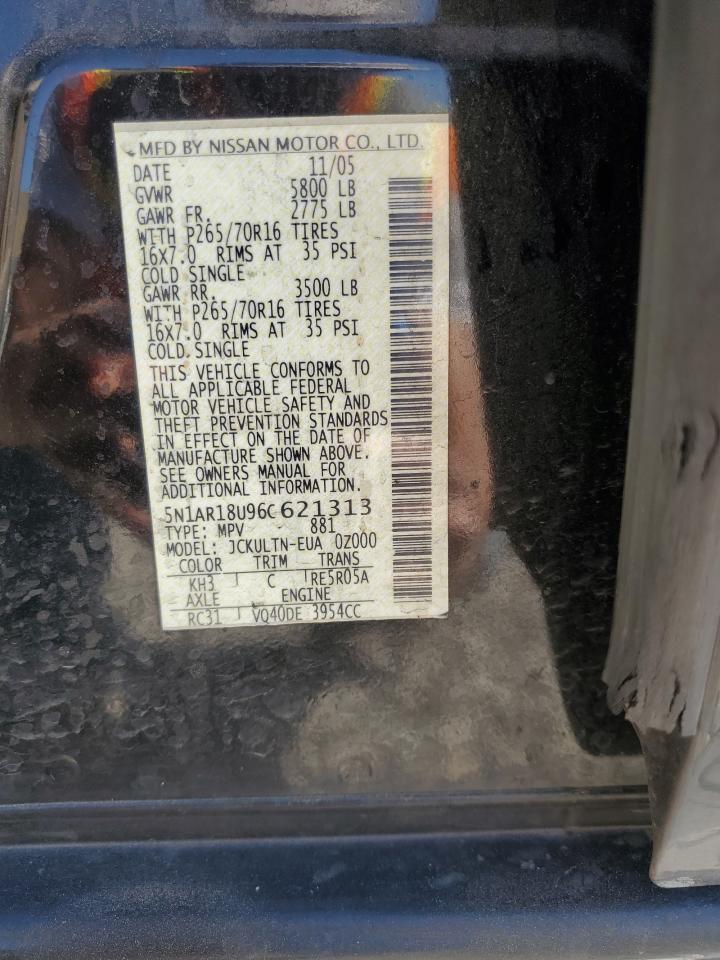 MFD BY NISSAN MOTOR CO., LTD.
DATE 11/05
GVWR 5800 LB
GAWR FR. 2775 LB
WITH P265/70R16 TIRES
16X7.0 RIMS AT 35 PSI
COLD SINGLE
GAWR RR. 3500 LB
WITH P265/70R16 TIRES
16X7.0 RIMS AT 35 PSI
COLD SINGLE
THIS VEHICLE CONFORMS TO
ALL APPLICABLE FEDERAL
MOTOR VEHICLE SAFETY AND
THEFT PREVENTION STANDARDS
IN EFFECT ON THE DATE OF
MANUFACTURE SHOWN ABOVE.
SEE OWNERS MANUAL FOR
ADDITIONAL INFORMATION.
5N1AR18U96C621313
TYPE: MPV 881
MODEL: JCKULTN-EUA 0Z000
COLOR TRIM TRANS
KH3 C RE5R05A
AXLE ENGINE
RC31 VQ40DE 3954CC